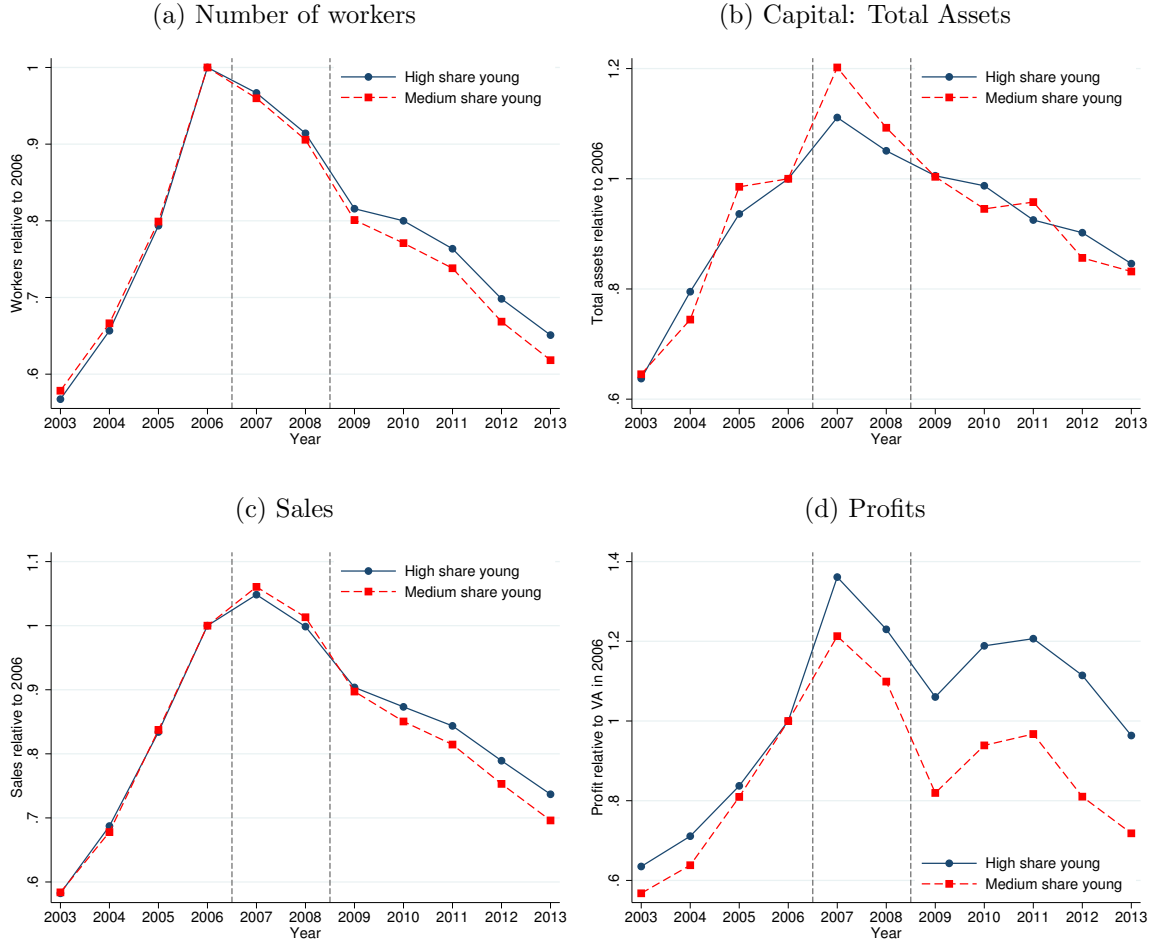 (a) Number of workers
Workers relative to 2006
1
.9
.8
.7
.6
High share young
Medium share young
2003 2004 2005 2006 2007 2008 2009 2010 2011 2012 2013
Year
(b) Capital: Total Assets
Total assets relative to 2006
1.2
1
.8
.6
High share young
Medium share young
2003 2004 2005 2006 2007 2008 2009 2010 2011 2012 2013
Year
(c) Sales
Sales relative to 2006
1.1
1
.9
.8
.7
.6
High share young
Medium share young
2003 2004 2005 2006 2007 2008 2009 2010 2011 2012 2013
Year
(d) Profits
Profit relative to VA in 2006
1.4
1.2
1
.8
.6
High share young
Medium share young
2003 2004 2005 2006 2007 2008 2009 2010 2011 2012 2013
Year